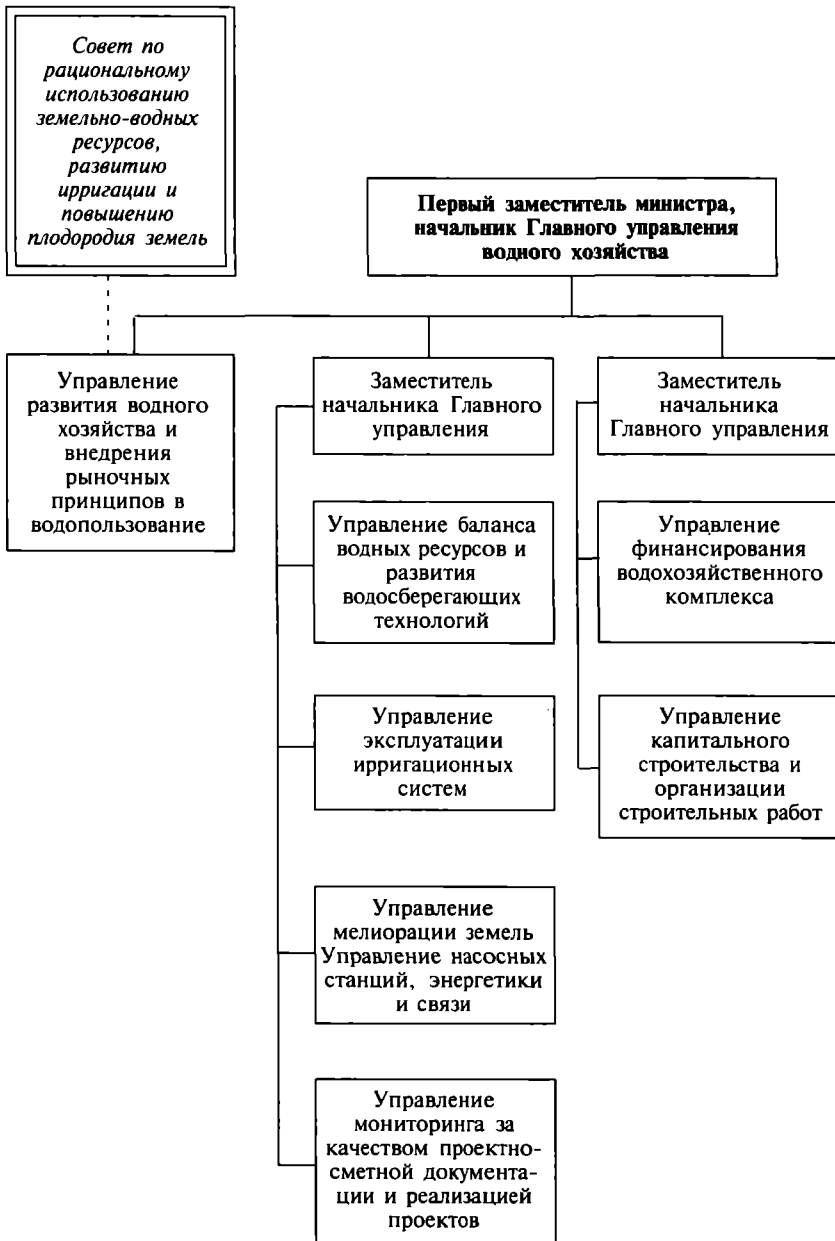 Совет по
рациональному
использованию
земельно-водных
ресурсов,
развитию
ирригации и
повышению
плодородия земель
Первый заместитель министра,
начальник Главного управления
водного хозяйства
Управление
развития водного
хозяйства и
внедрения
рыночных
принципов в
водопользование
Заместитель
начальника Главного
управления
Управление баланса
водных ресурсов и
развития
водосберегающих
технологий
Управление
эксплуатации
ирригационных
систем
Управление
мелиорации земель
Управление насосных
станций, энергетики
и связи
Управление
мониторинга за
качеством проектно-
сметной документа-
ции и реализацией
проектов
Заместитель
начальника
Главного управления
Управление
финансирования
водохозяйственного
комплекса
Управление
капитального
строительства и
организации
строительных работ